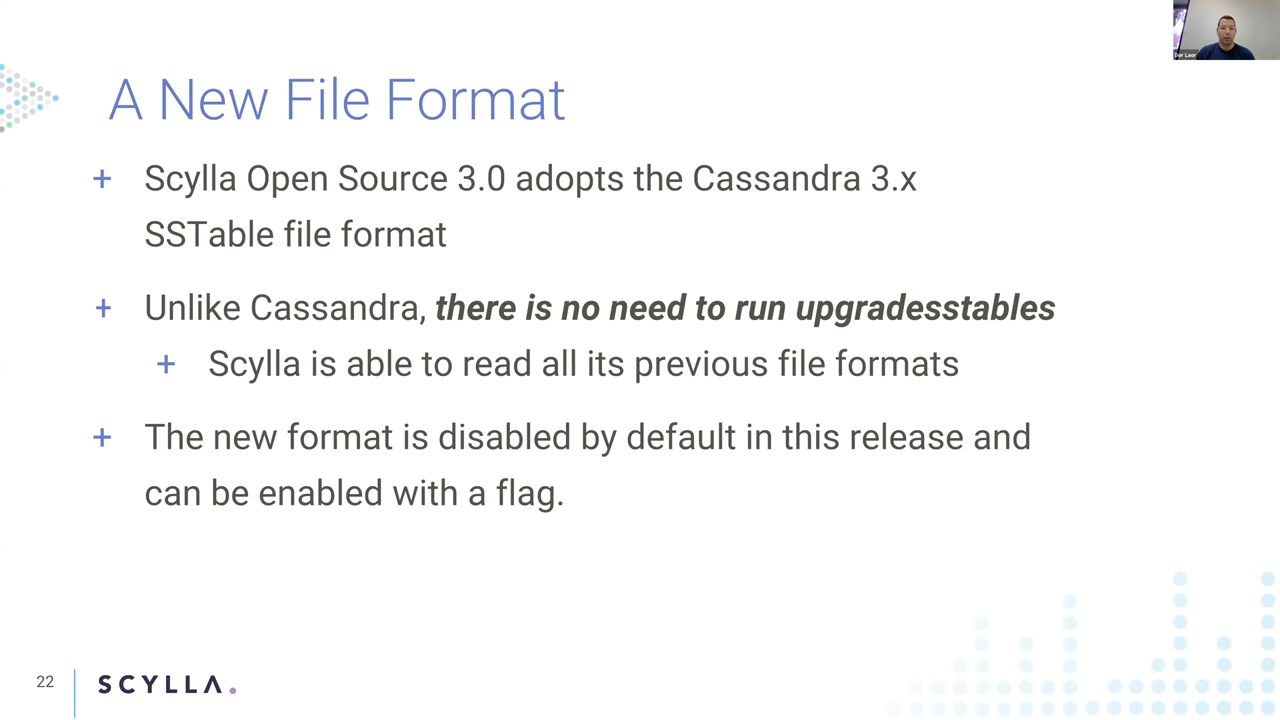 Dor Laor
A New File Format
+ Scylla Open Source 3.0 adopts the Cassandra 3.x
SSTable file format
+ Unlike Cassandra, there is no need to run upgradesstables
+ Scylla is able to read all its previous file formats
+ The new format is disabled by default in this release and
can be enabled with a flag.
22
SCYLLA.